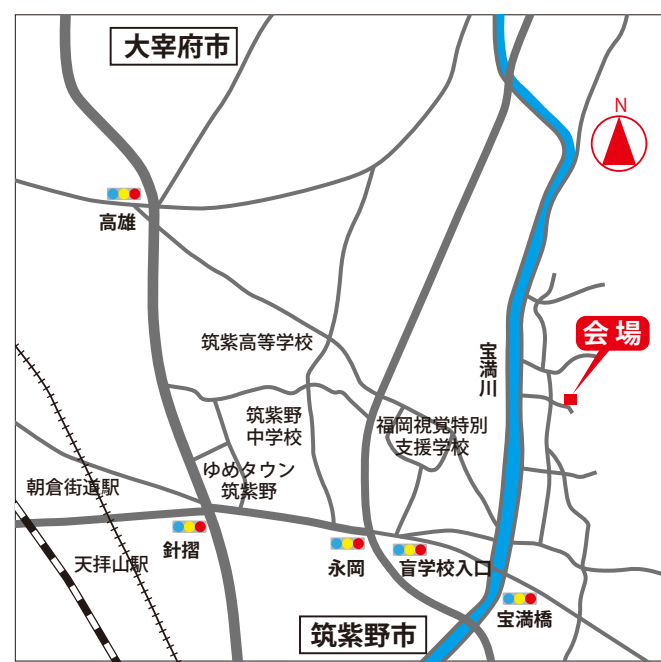 大宰府市
N
高雄
会場
筑紫高等学校
宝満川
筑紫野
中学校
福岡視覚特別
支援学校
ゆめタウン
筑紫野
朝倉街道駅
針摺
天拝山駅
永岡
盲学校入口
宝満橋
筑紫野市